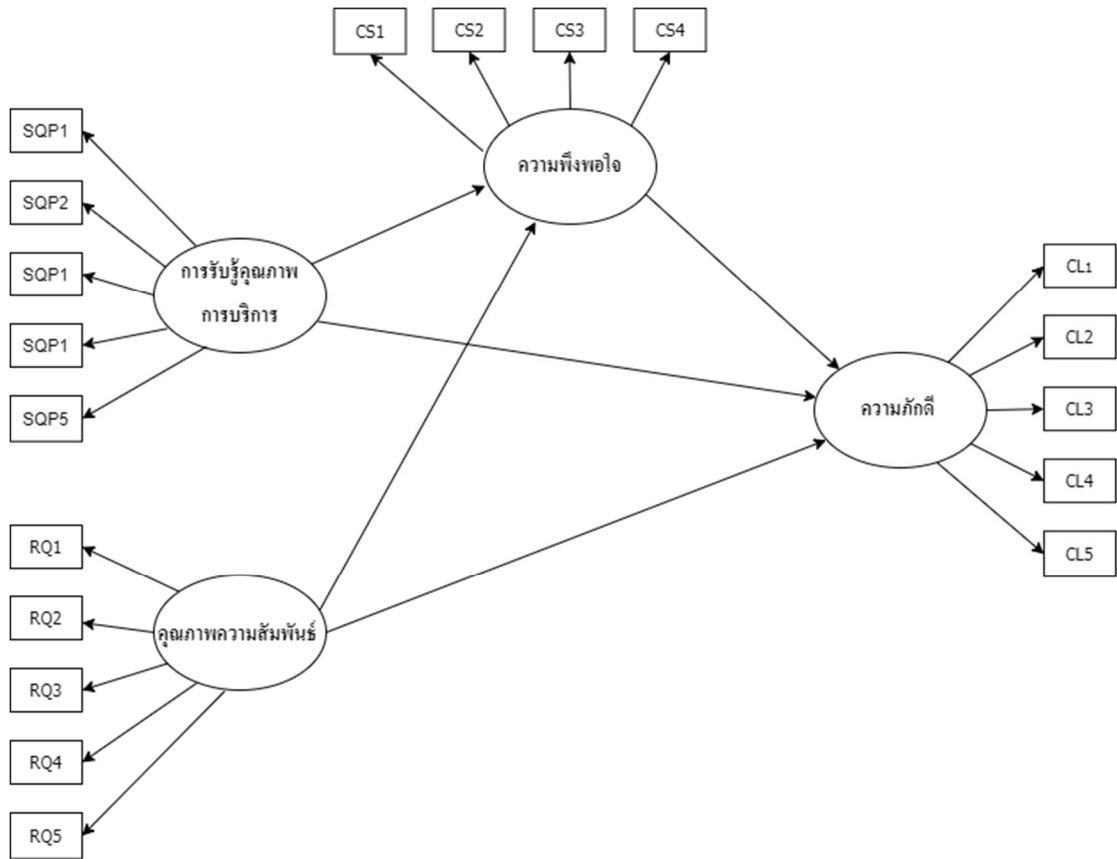 CS1
CS2
CS3
CS4
ความพึงพอใจ
SQP1
SQP2
SQP1
SQP1
SQP5
การรับรู้คุณภาพ
การบริการ
CL1
CL2
CL3
CL4
CL5
ความภักดี
RQ1
RQ2
RQ3
RQ4
RQ5
คุณภาพความสัมพันธ์